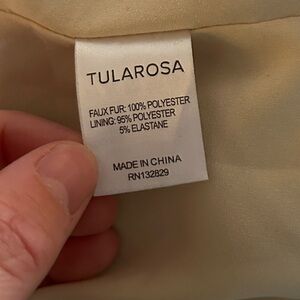 TULAROSA
FAUX FUR: 100% POLYESTER
LINING: 95% POLYESTER
5% ELASTANE
MADE IN CHINA
RN132829